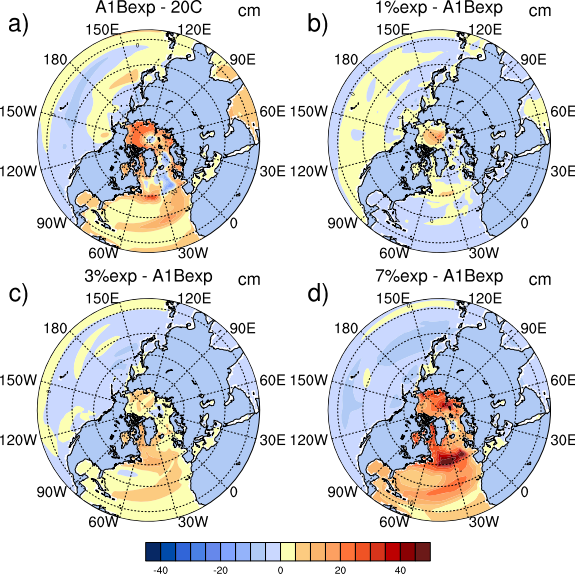 A1Bexp - 20C cm
1%exp - A1Bexp cm
a)
b)
150E 120E
150E 120E
180 90E
180 90E
150W 60E
150W 60E
120W 30E
120W 30E
90W 0
90W 0
60W 30W
60W 30W
3%exp - A1Bexp cm
7%exp - A1Bexp cm
c)
d)
150E 120E
150E 120E
180 90E
180 90E
150W 60E
150W 60E
120W 30E
120W 30E
90W 0
90W 0
60W 30W
60W 30W
-40 -20 0 20 40